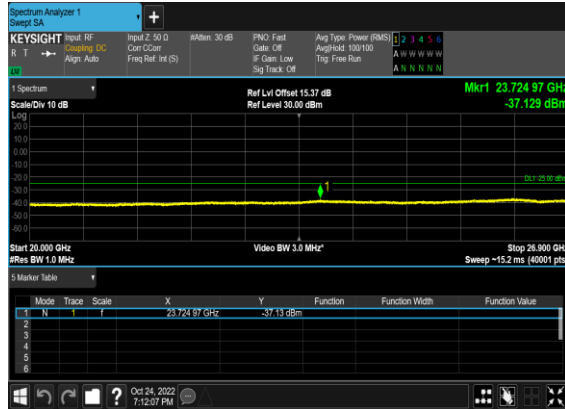 Spectrum Analyzer 1
Swept SA
+
KEYSIGHT Input: RF Input Z: 50 Ω #Atten: 30 dB PNO: Fast Avg Type: Power (RMS) 1 2 3 4 5 6
R T Coupling: DC Corr CCorr Gate: Off Avg|Hold: 100/100 A W W W W W
Align: Auto Freq Ref: Int (S) IF Gain: Low Trig: Free Run
Sig Track: Off A N N N N N
1 Spectrum Ref Lvl Offset 15.37 dB Mkr1 23.724 97 GHz
Scale/Div 10 dB Ref Level 30.00 dBm -37.129 dBm
Log
20.0
10.0
0.00
-10.0
-20.0 DL1 -25.00 dBm
-30.0 1
-40.0
-50.0
-60.0
Start 20.000 GHz Video BW 3.0 MHz* Stop 26.900 GHz
#Res BW 1.0 MHz Sweep ~15.2 ms (40001 pts)
5 Marker Table
Mode Trace Scale X Y Function Function Width Function Value
1 N 1 f 23.724 97 GHz -37.13 dBm
2
3
4
5
6
? Oct 24, 2022
7:12:07 PM